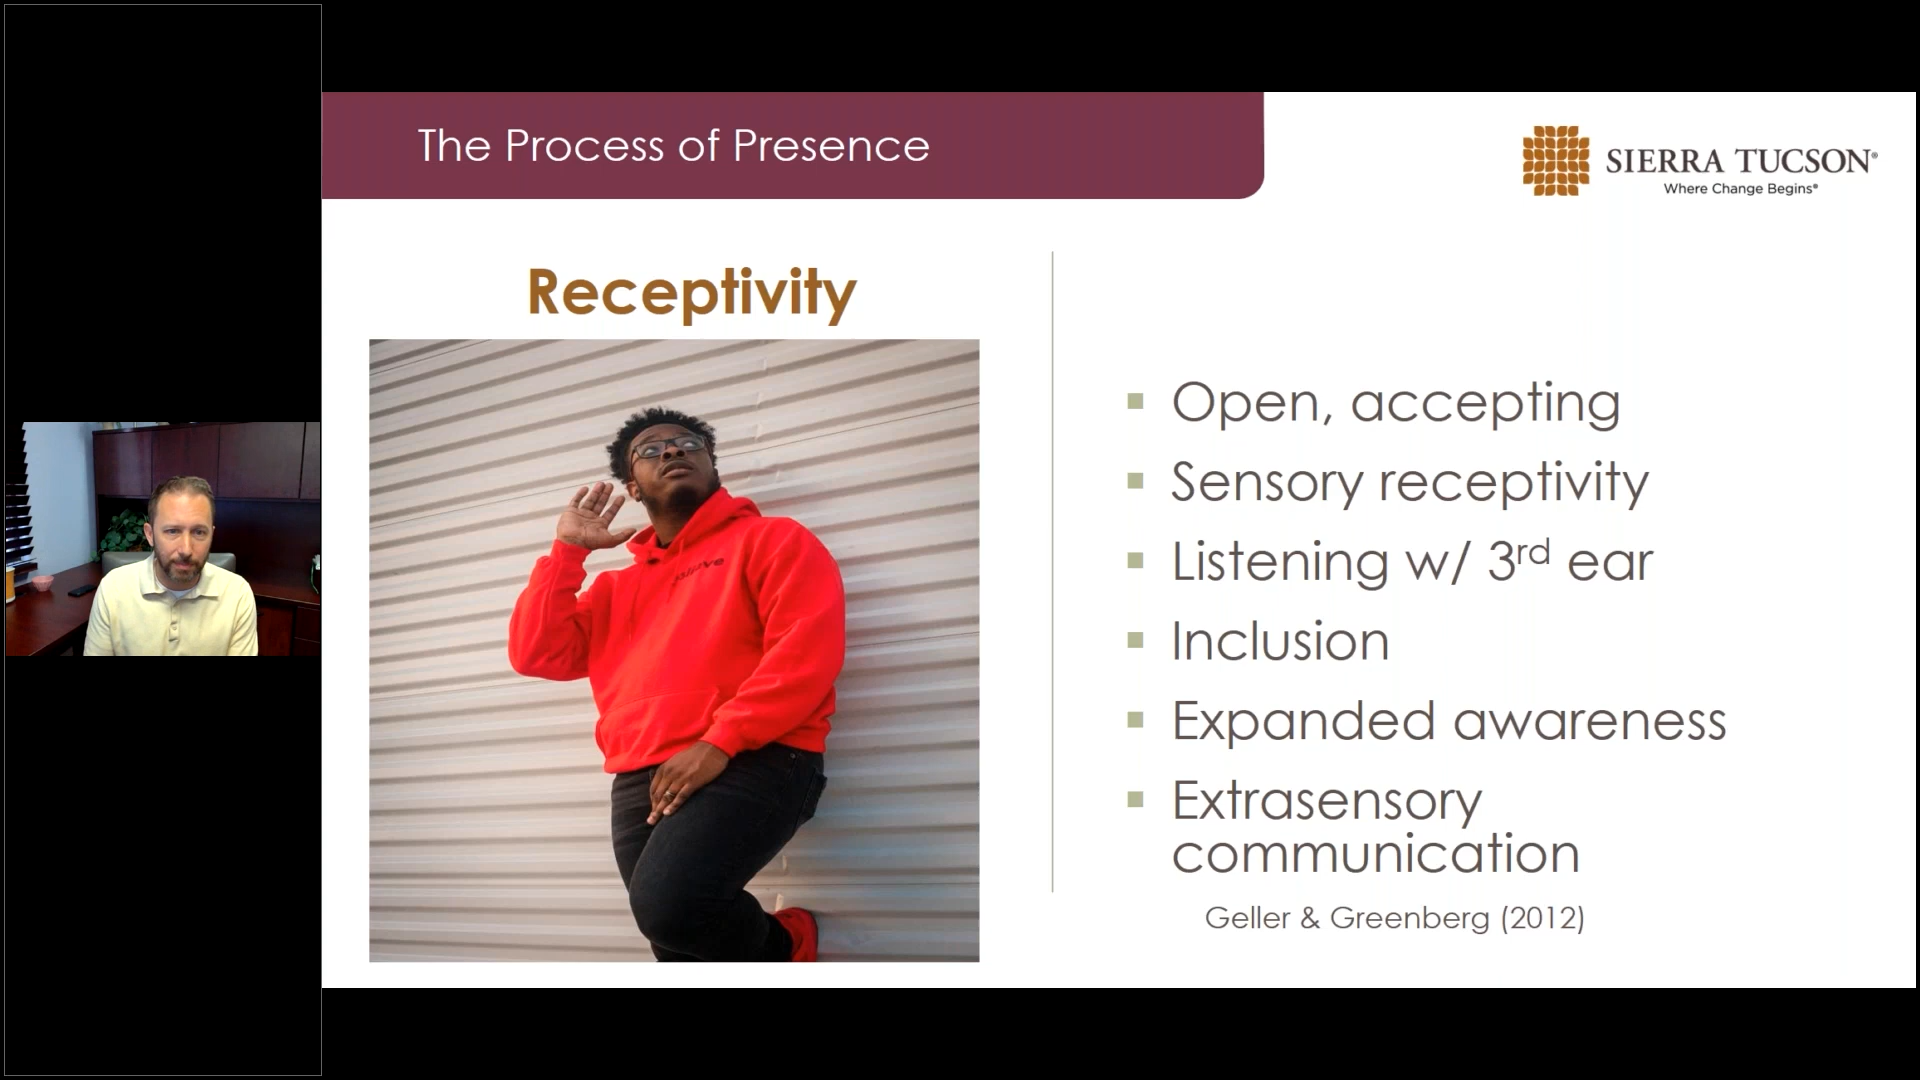 The Process of Presence
SIERRA TUCSON®
Where Change Begins®
Receptivity
Open, accepting
Sensory receptivity
Listening w/ 3rd ear
Inclusion
Expanded awareness
Extrasensory
communication
Geller & Greenberg (2012)